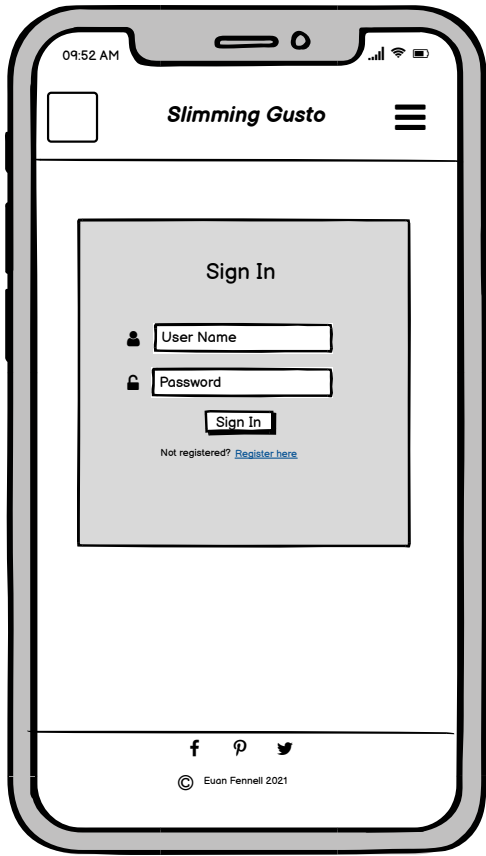 09:52 AM
Slimming Gusto
Sign In
User Name
Password
Sign In
Not registered? Register here
© Euan Fennell 2021